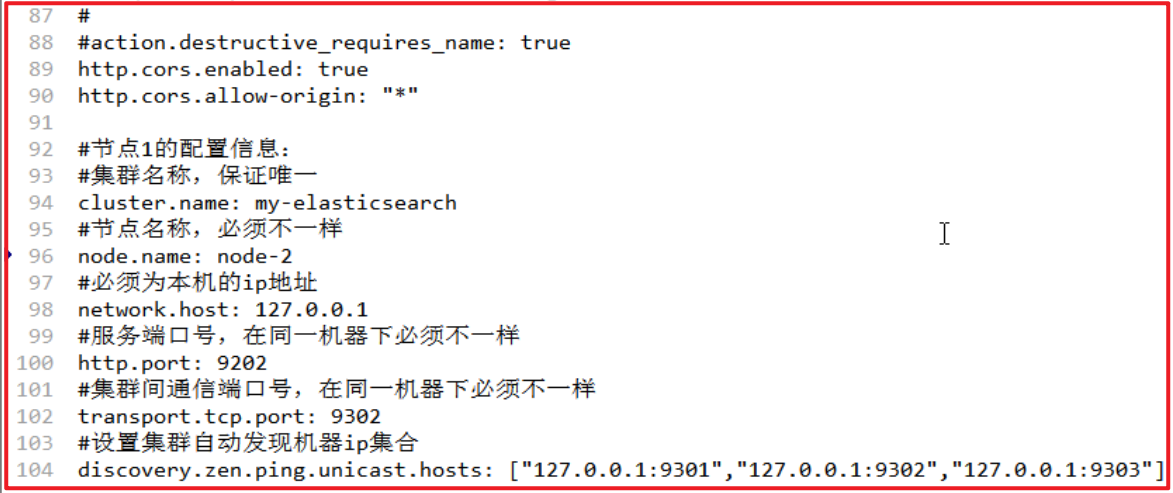 87 #
88 #action.destructive_requires_name: true
89 http.cors.enabled: true
90 http.cors.allow-origin: "*"
91
92 #节点1的配置信息：
93 #集群名称，保证唯一
94 cluster.name: my-elasticsearch
95 #节点名称，必须不一样
96 node.name: node-2
97 #必须为本机的ip地址
98 network.host: 127.0.0.1
99 #服务端口号，在同一机器下必须不一样
100 http.port: 9202
101 #集群间通信端口号，在同一机器下必须不一样
102 transport.tcp.port: 9302
103 #设置集群自动发现机器ip集合
104 discovery.zen.ping.unicast.hosts: ["127.0.0.1:9301","127.0.0.1:9302","127.0.0.1:9303"]